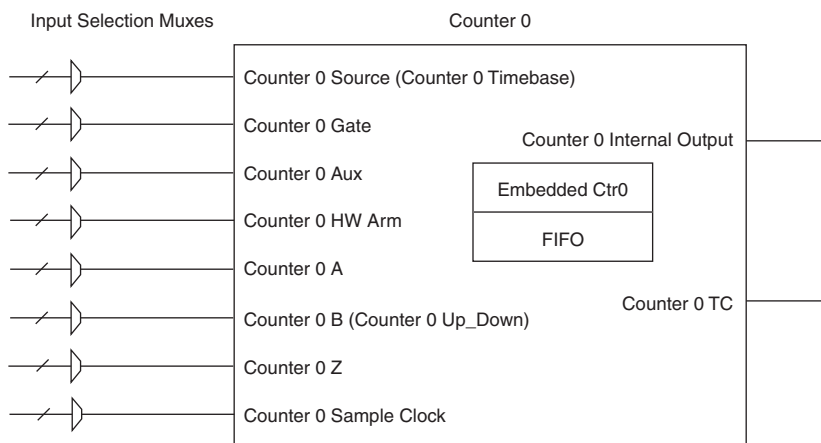 Input Selection Muxes
Counter 0
Counter 0 Source (Counter 0 Timebase)
Counter 0 Gate
Counter 0 Internal Output
Counter 0 Aux
Embedded Ctr0
Counter 0 HW Arm
FIFO
Counter 0 A
Counter 0 TC
Counter 0 B (Counter 0 Up_Down)
Counter 0 Z
Counter 0 Sample Clock